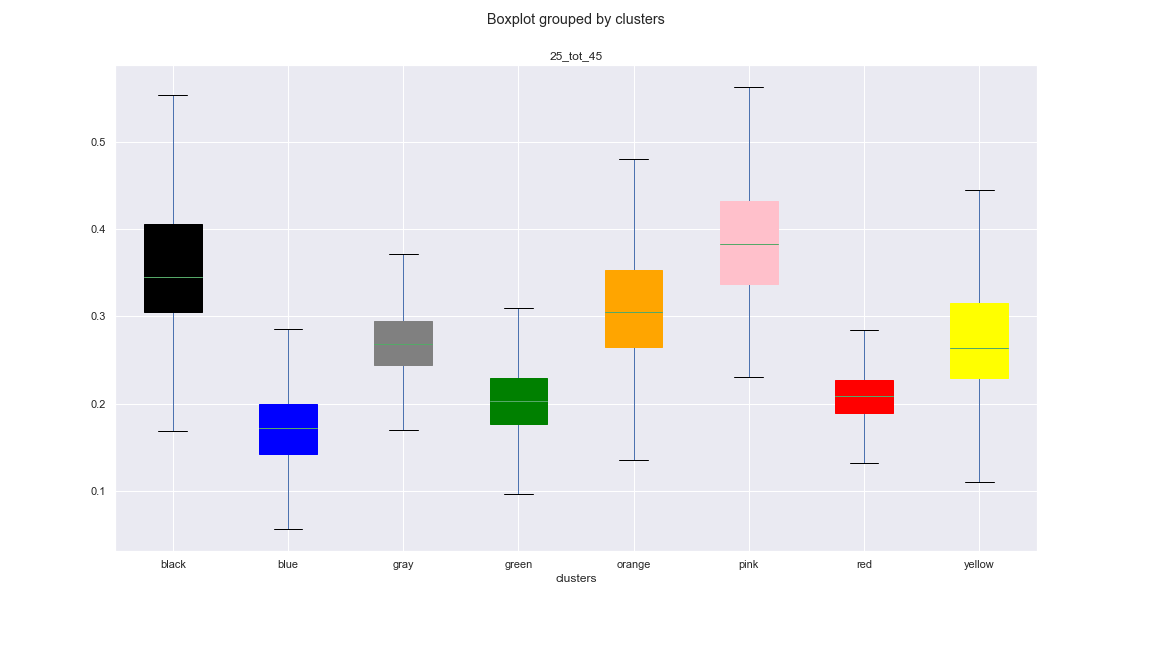 Boxplot grouped by clusters
25_tot_45
0.5
0.4
0.3
0.2
0.1
black blue gray green orange pink red yellow
clusters